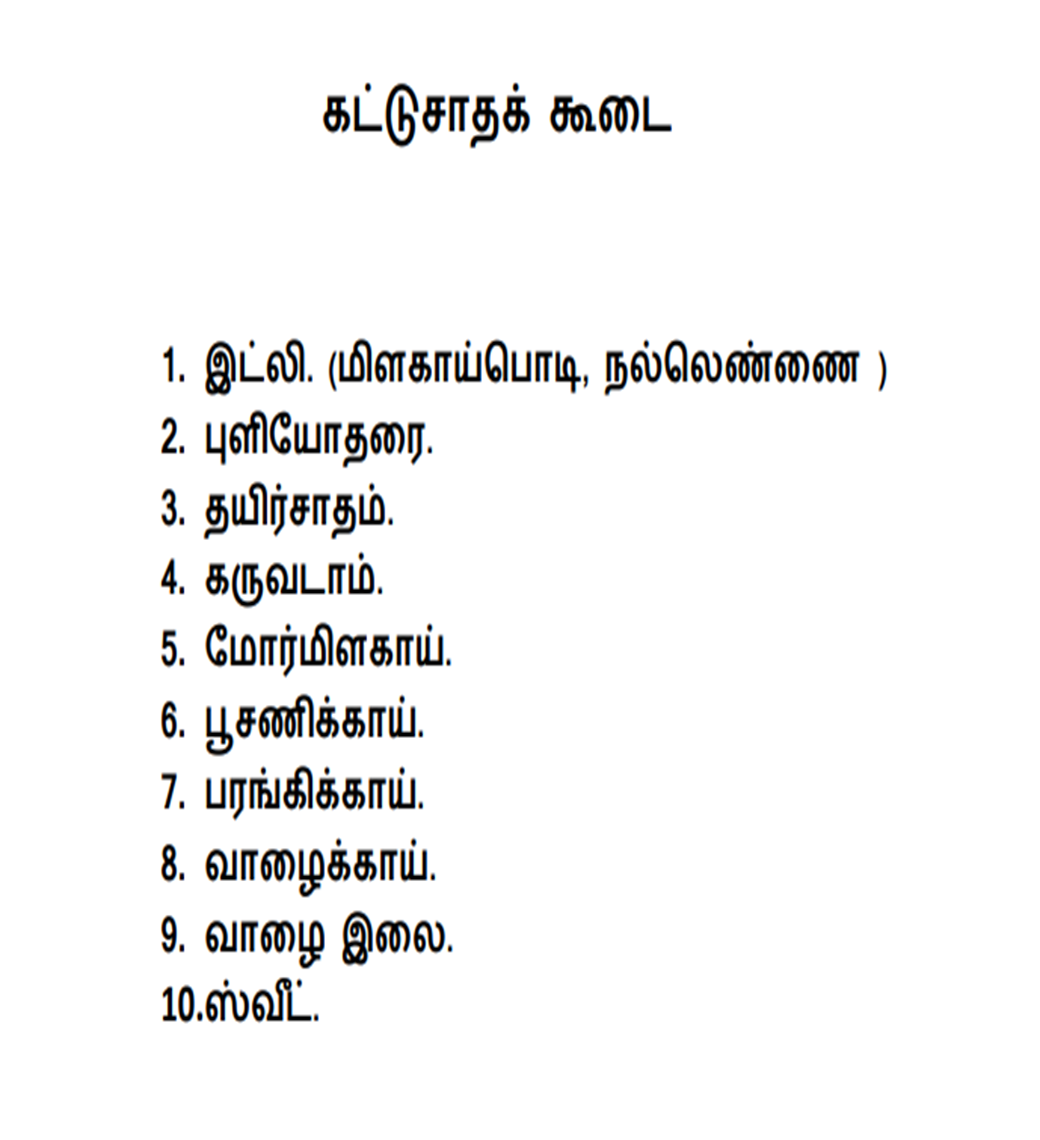 கட்டுசாதக் கூடை
1. இட்லி. (மிளகாய்பொடி, நல்லெண்ணை )
2. புளியோதரை.
3. தயிர்சாதம்.
4. கருவடாம்.
5. மோர்மிளகாய்.
6. பூசணிக்காய்.
7. பரங்கிக்காய்.
8. வாழைக்காய்.
9. வாழை இலை.
10.ஸ்வீட்.